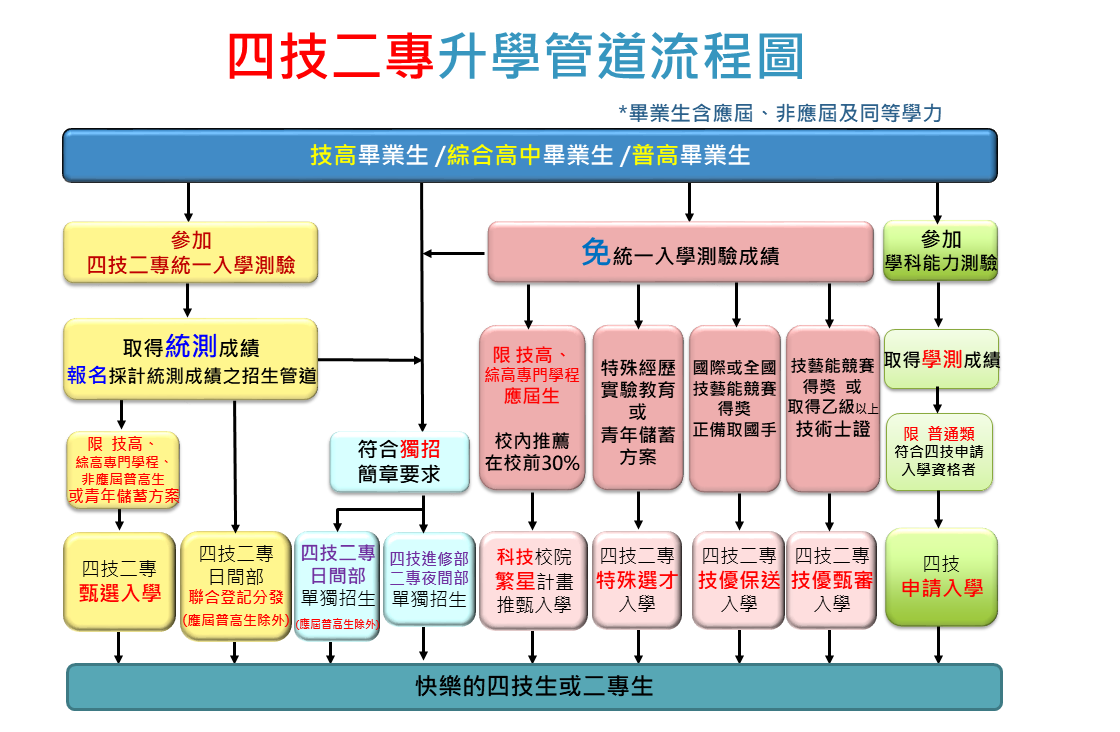 四技二專升學管道流程圖
*畢業生含應屆、非應屆及同等學力
技高畢業生 /綜合高中畢業生 /普高畢業生
參加
四技二專統一入學測驗
免統一入學測驗成績
參加
學科能力測驗
取得統測成績
報名採計統測成績之招生管道
限 技高、
綜高專門學程
應屆生
校內推薦
在校前30%
特殊經歷
實驗教育
或
青年儲蓄
方案
國際或全國
技藝能競賽
得獎
正備取國手
技藝能競賽
得獎 或
取得乙級以上
技術士證
取得學測成績
限 技高、
綜高專門學程、
非應屆普高生
或青年儲蓄方案
符合獨招
簡章要求
限 普通類
符合四技申請
入學資格者
四技二專
甄選入學
四技二專
日間部
聯合登記分發
(應屆普高生除外)
四技二專
日間部
單獨招生
(應屆普高生除外)
四技進修部
二專夜間部
單獨招生
科技校院
繁星計畫
推甄入學
四技二專
特殊選才
入學
四技二專
技優保送
入學
四技二專
技優甄審
入學
四技
申請入學
快樂的四技生或二專生